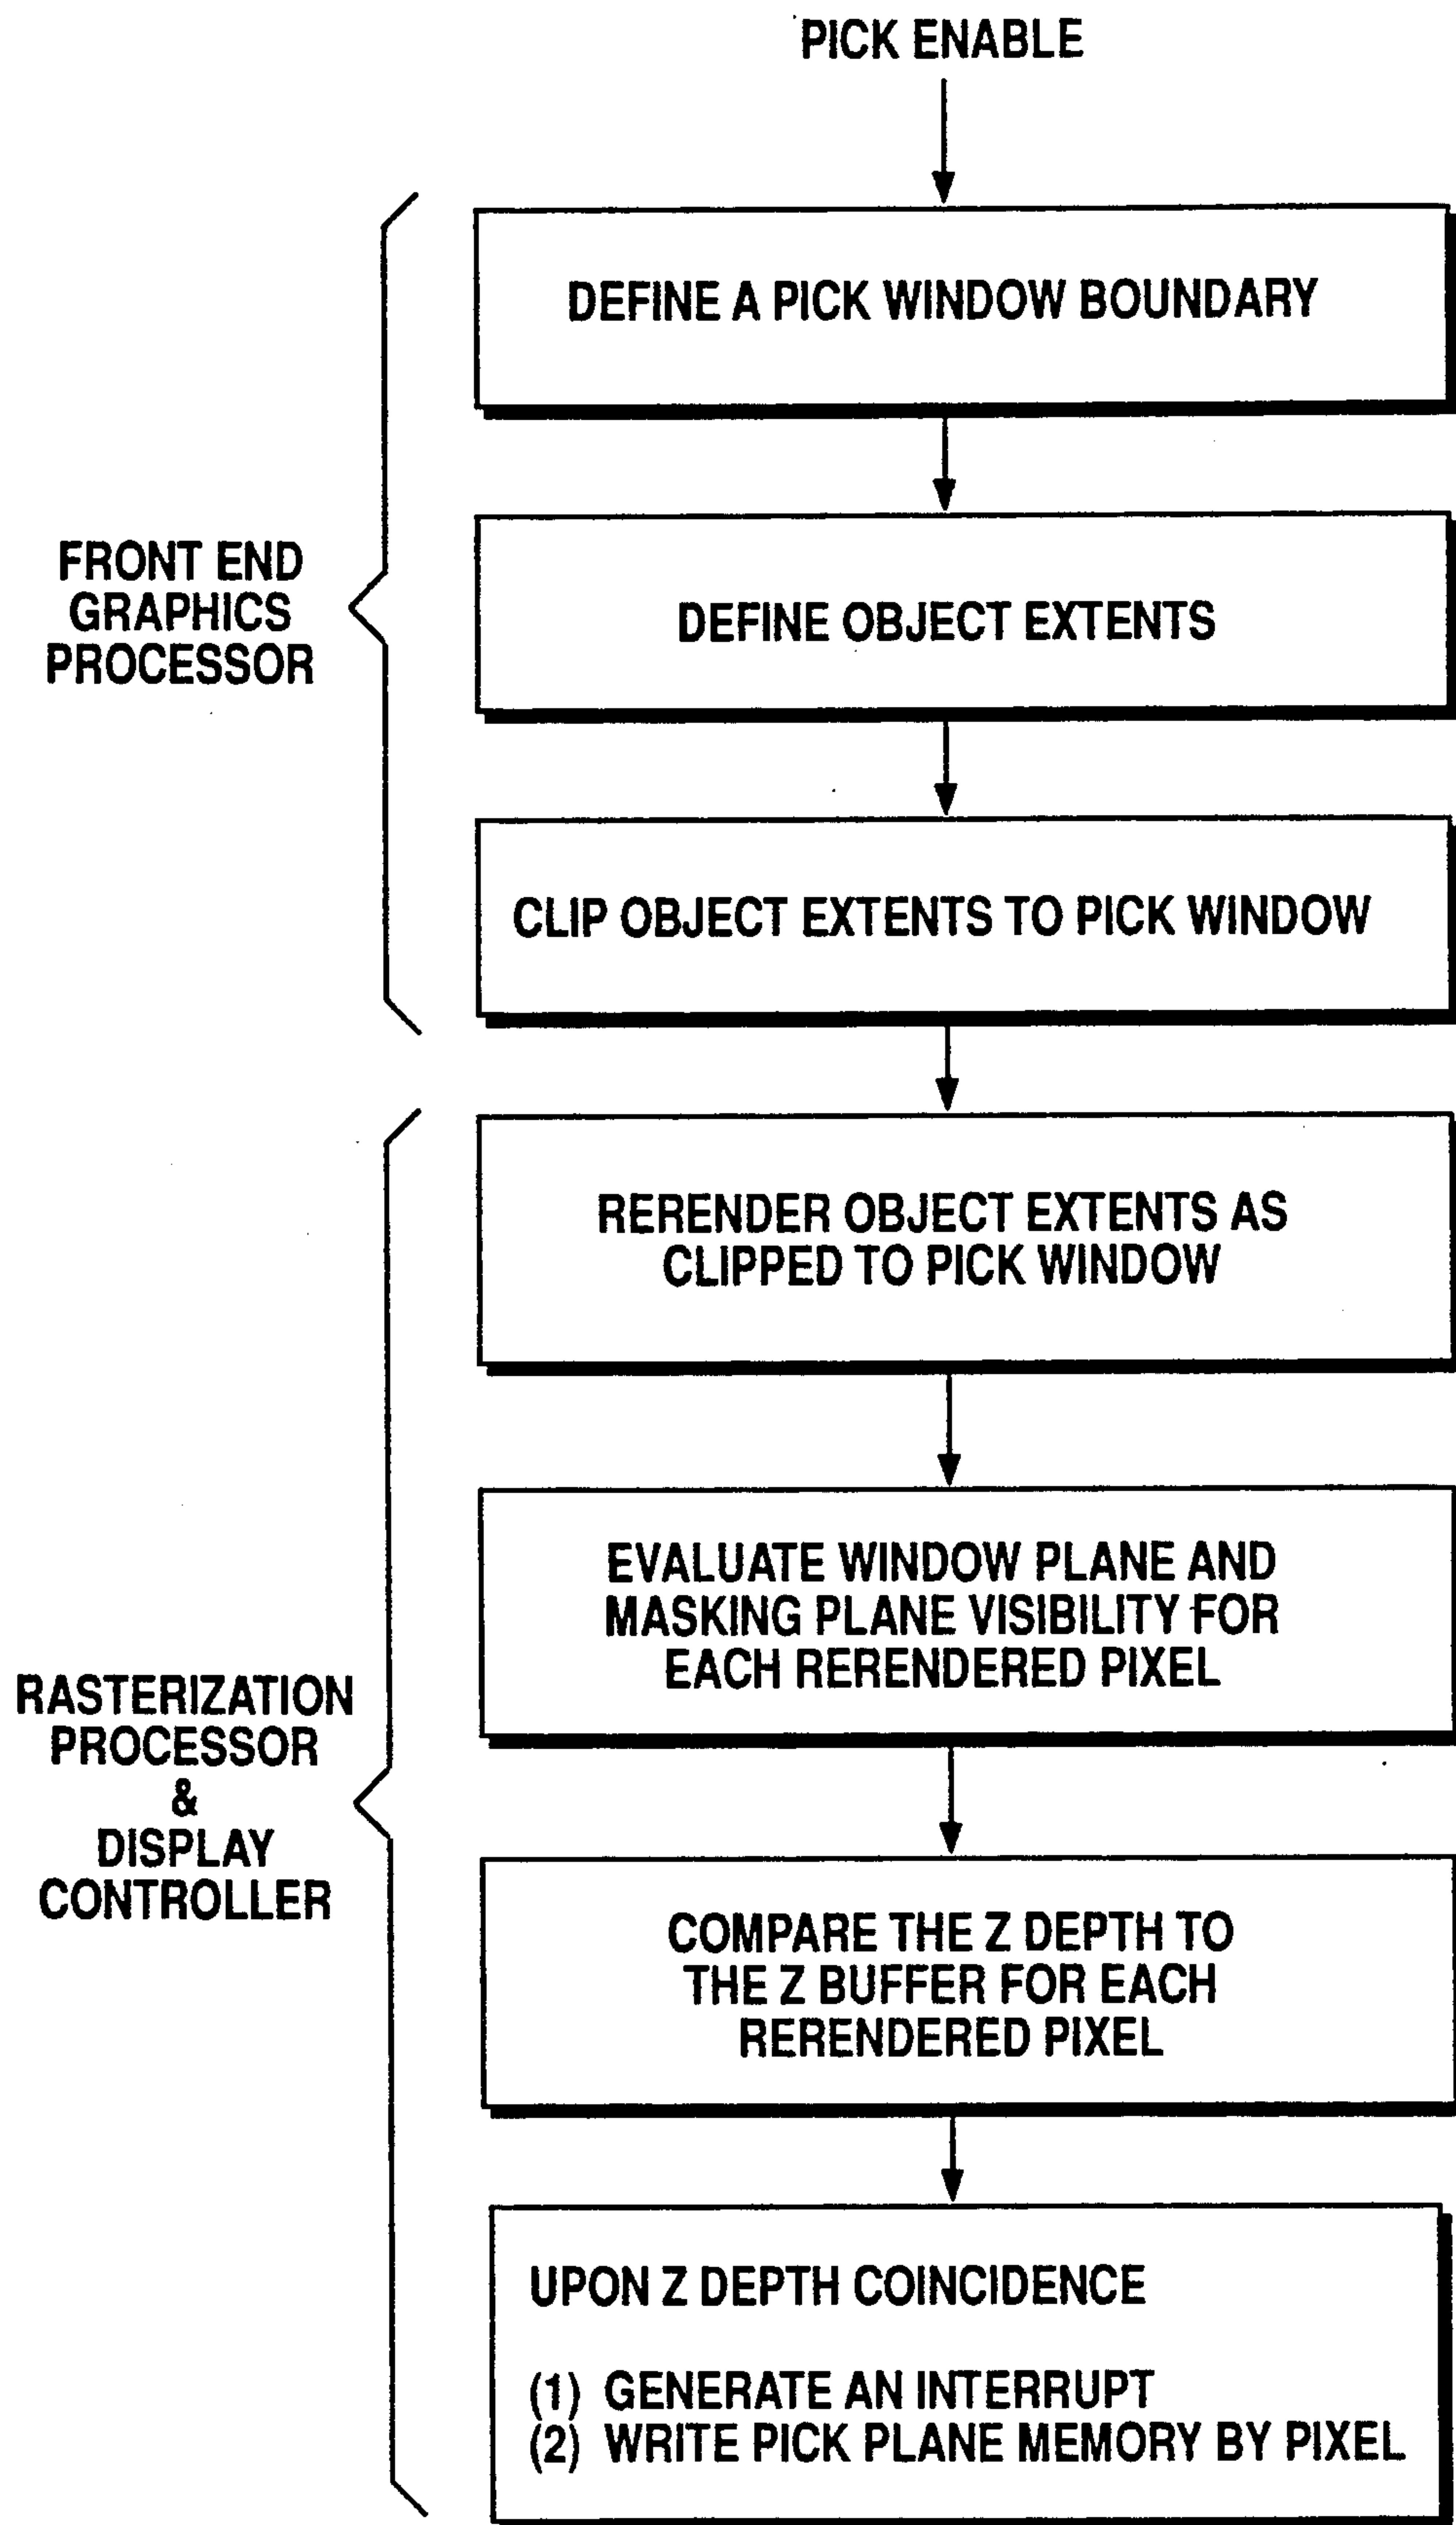 PICK ENABLE
DEFINE A PICK WINDOW BOUNDARY
DEFINE OBJECT EXTENTS
CLIP OBJECT EXTENTS TO PICK WINDOW
FRONT END
GRAPHICS
PROCESSOR
RERENDER OBJECT EXTENTS AS
CLIPPED TO PICK WINDOW
EVALUATE WINDOW PLANE AND
MASKING PLANE VISIBILITY FOR
EACH RERENDERED PIXEL
COMPARE THE Z DEPTH TO
THE Z BUFFER FOR EACH
RERENDERED PIXEL
UPON Z DEPTH COINCIDENCE
(1) GENERATE AN INTERRUPT
(2) WRITE PICK PLANE MEMORY BY PIXEL
RASTERIZATION
PROCESSOR
&
DISPLAY
CONTROLLER